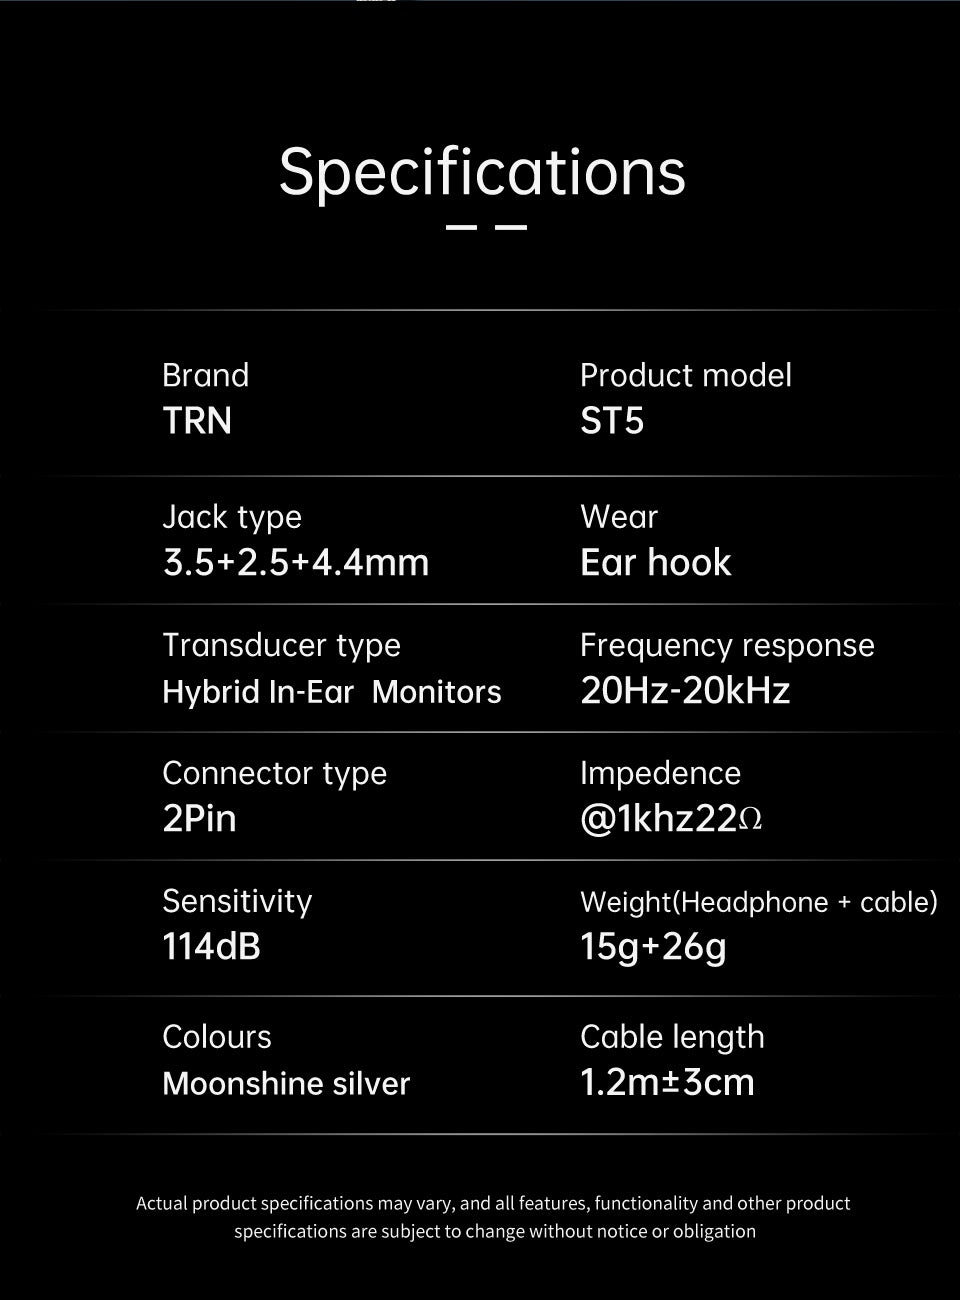 Specifications
Brand
TRN
Product model
ST5
Jack type
3.5+2.5+4.4mm
Wear
Ear hook
Transducer type
Hybrid In-Ear Monitors
Frequency response
20Hz-20kHz
Connector type
2Pin
Impedence
@1khz22Ω
Sensitivity
114dB
Weight(Headphone + cable)
15g+26g
Colours
Moonshine silver
Cable length
1.2m±3cm
Actual product specifications may vary, and all features, functionality and other product
specifications are subject to change without notice or obligation